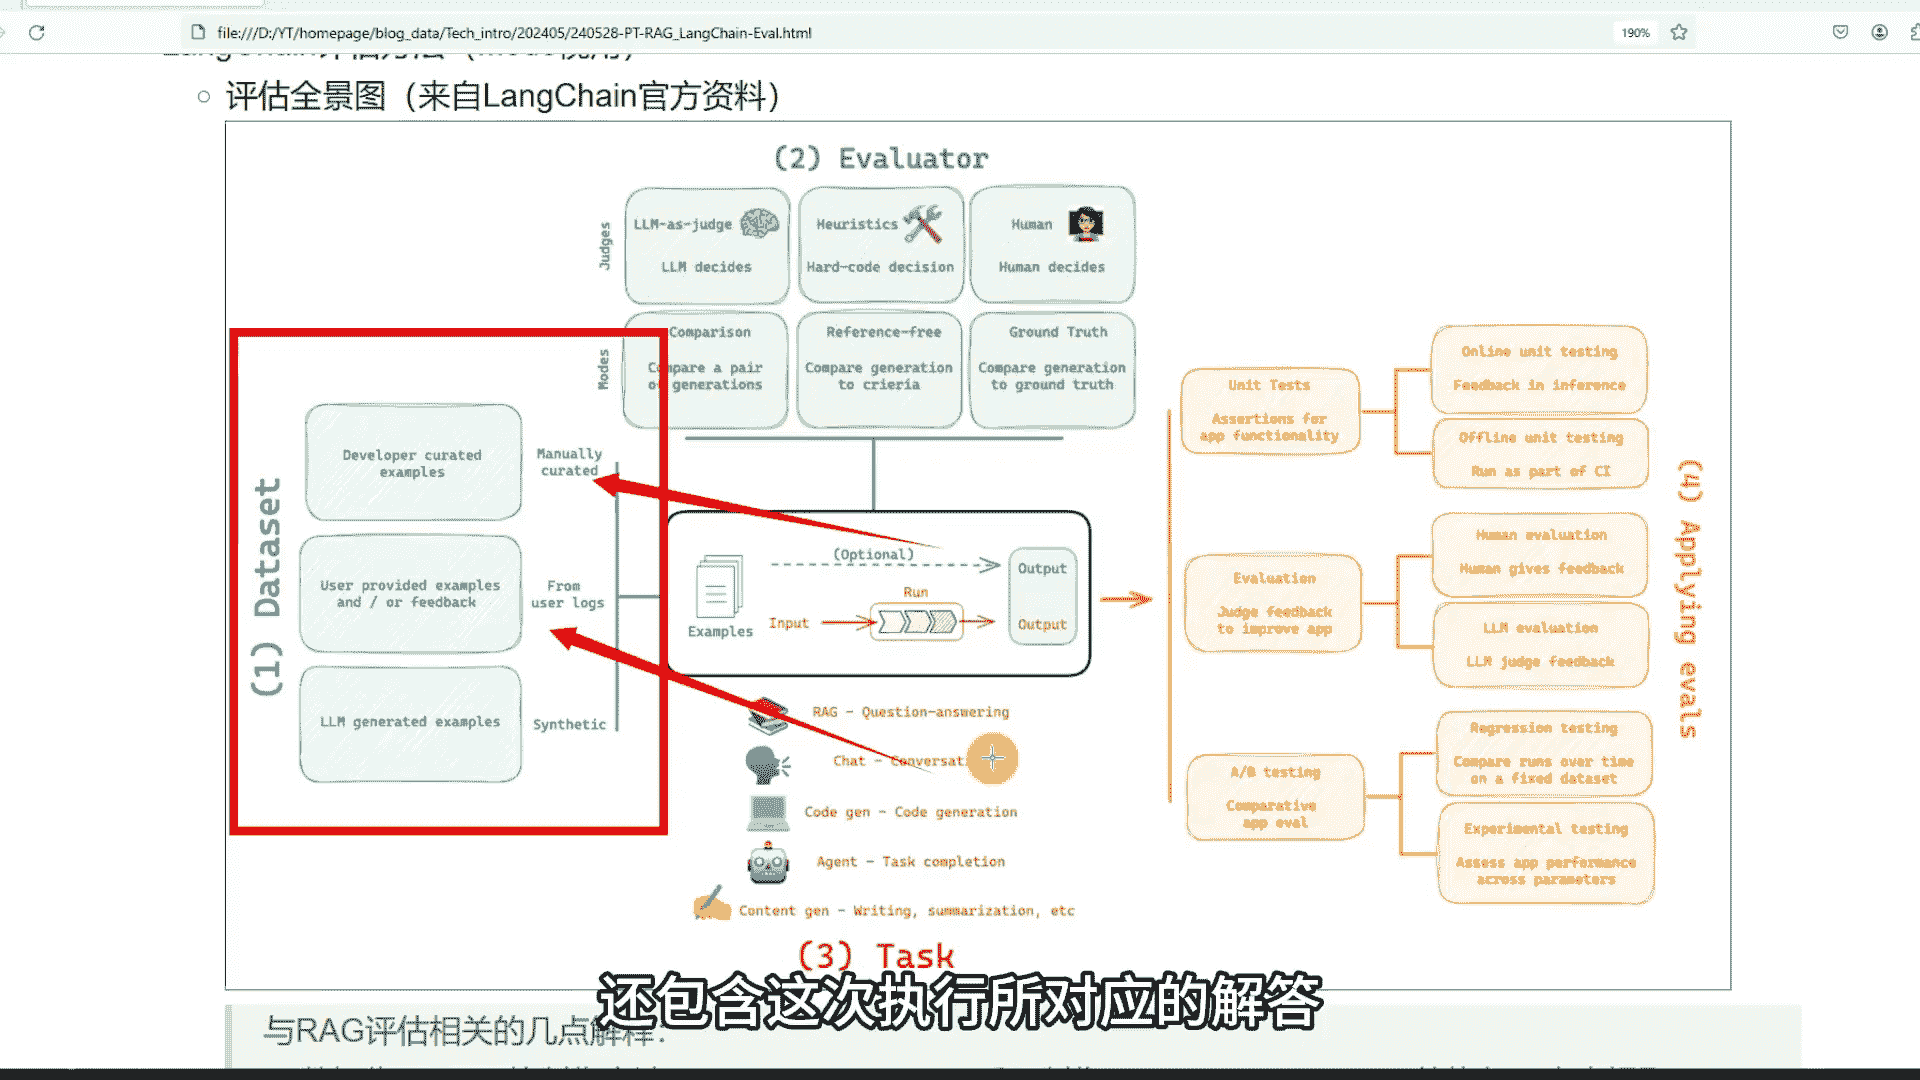 file:///D:/YT/homepage/blog_data/Tech_intro/202405/240528-PT-RAG_LangChain-Eval.html
190%
评估全景图（来自LangChain官方资料）
(2) Evaluator
Judges
LLM-as-judge
LLM decides
Heuristics
Hard-code decision
Human
Human decides
Modes
Comparison
Compare a pair
of generations
Reference-free
Compare generation
to crieria
Ground Truth
Compare generation
to ground truth
(1) Dataset
Developer curated
examples
Manually
curated
User provided examples
and / or feedback
From
user logs
LLM generated examples
Synthetic
Examples
(Optional)
Input
Run
Output
Output
RAG - Question-answering
Chat - Conversati
Code gen - Code generation
Agent - Task completion
Content gen - Writing, summarization, etc
(3) Task
Unit Tests
Assertions for
app functionality
Online unit testing
Feedback in inference
Offline unit testing
Run as part of CI
Evaluation
Judge feedback
to improve app
Human evaluation
Human gives feedback
LLM evaluation
LLM judge feedback
A/B testing
Comparative
app eval
Regression testing
Compare runs over time
on a fixed dataset
Experimental testing
Assess app performance
across parameters
(4) Applying evals
还包含这次执行所对应的解答
与RAG评估相关的几点解释：